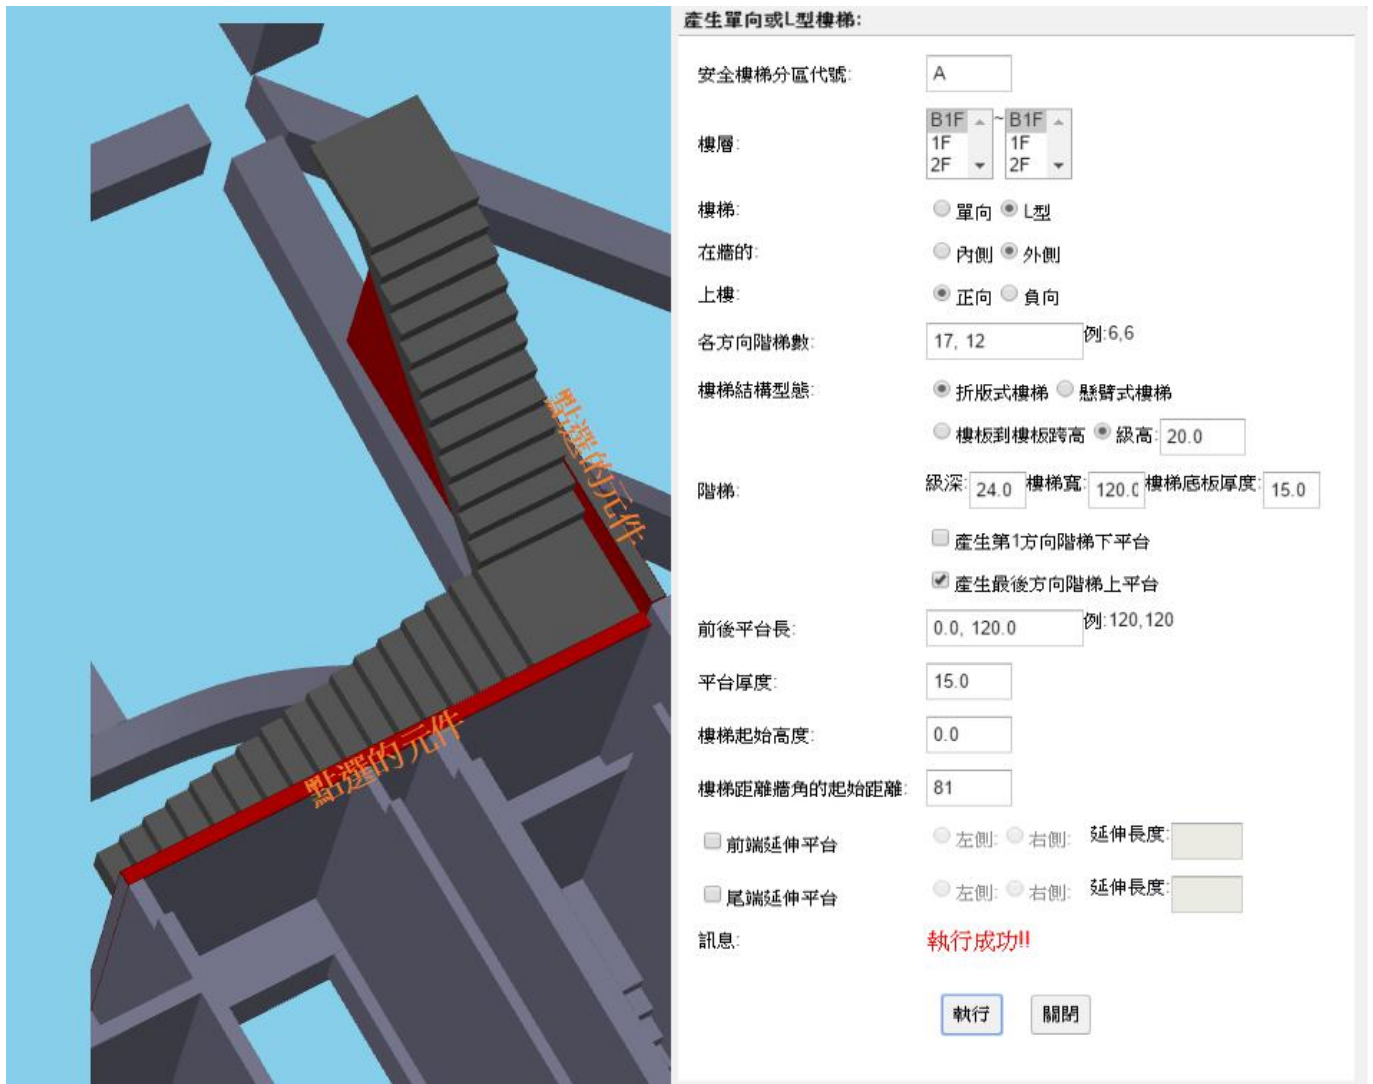 產生單向或L型樓梯:
安全樓梯分區代號: A
樓層: B1F 1F 2F ~ B1F 1F 2F
樓梯: 單向 L型
在牆的: 內側 外側
上樓: 正向 負向
各方向階梯數: 17, 12 例:6,6
樓梯結構型態: 折版式樓梯 懸臂式樓梯
樓板到樓板跨高 級高: 20.0
階梯: 級深: 24.0 樓梯寬: 120.0 樓梯底板厚度: 15.0
產生第1方向階梯下平台
產生最後方向階梯上平台
前後平台長: 0.0, 120.0 例:120,120
平台厚度: 15.0
樓梯起始高度: 0.0
樓梯距離牆角的起始距離: 81
前端延伸平台 左側: 右側: 延伸長度:
尾端延伸平台 左側: 右側: 延伸長度:
訊息: 執行成功!!
執行 關閉
點選的元件
點選的元件